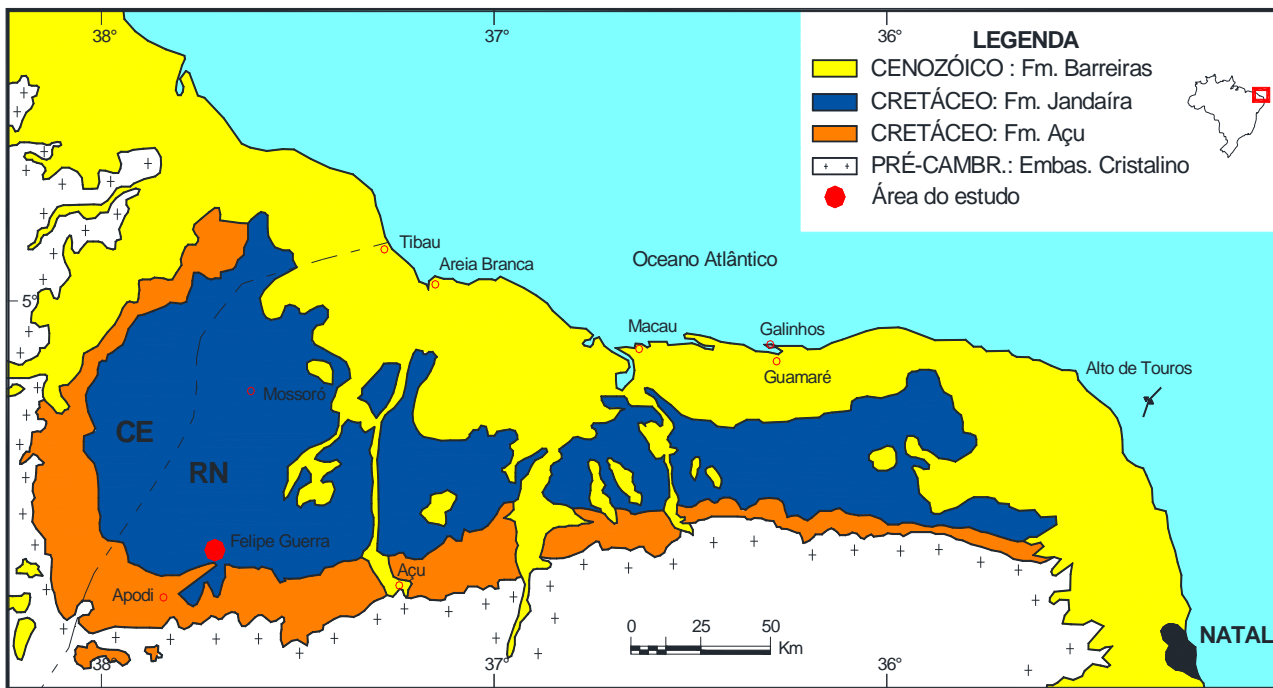 38°
37°
36°
LEGENDA
CENOZÓICO : Fm. Barreiras
CRETÁCEO: Fm. Jandaíra
CRETÁCEO: Fm. Açu
PRÉ-CAMBR.: Embas. Cristalino
Área do estudo
Tibau
Areia Branca
Oceano Atlântico
5°
Macau
Galinhos
Guamaré
Alto de Touros
Mossoró
CE
RN
Felipe Guerra
Apodi
Açu
0 25 50
Km
NATAL
38°
37°
36°